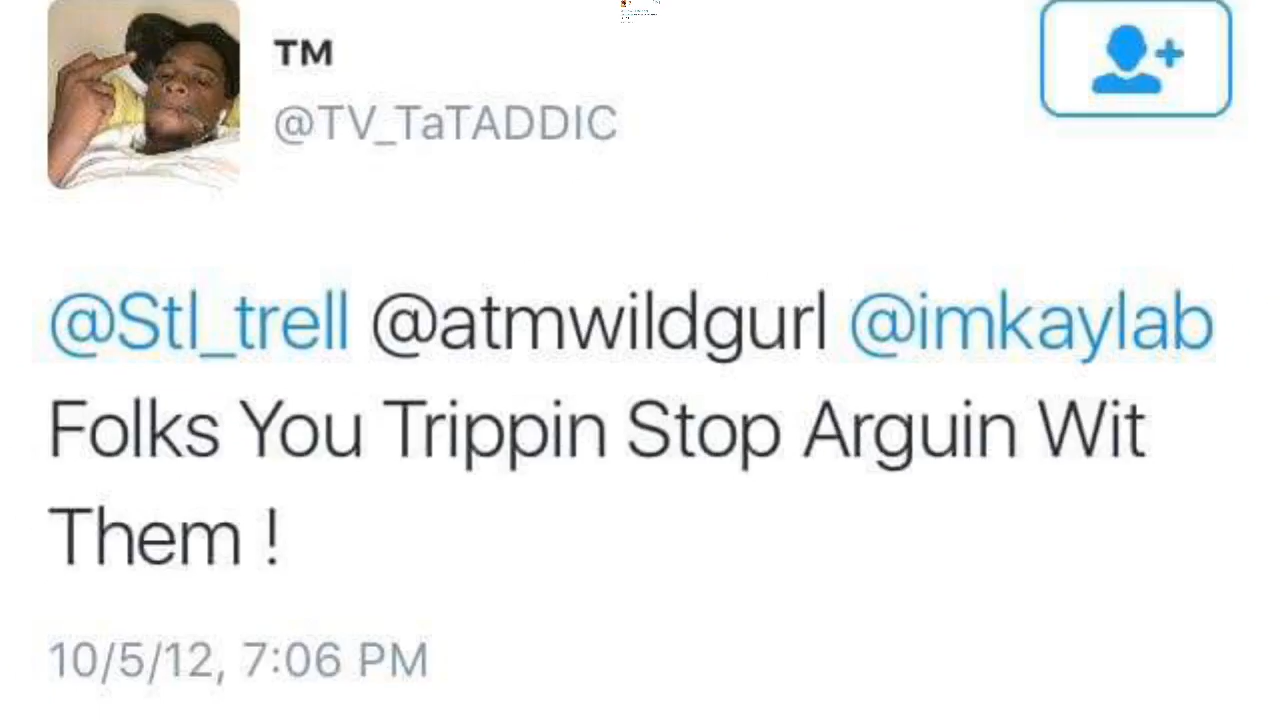 TM
@TV_TaTADDIC
@Stl_trell @atmwildgurl @imkaylab
Folks You Trippin Stop Arguin Wit
Them !
10/5/12, 7:06 PM